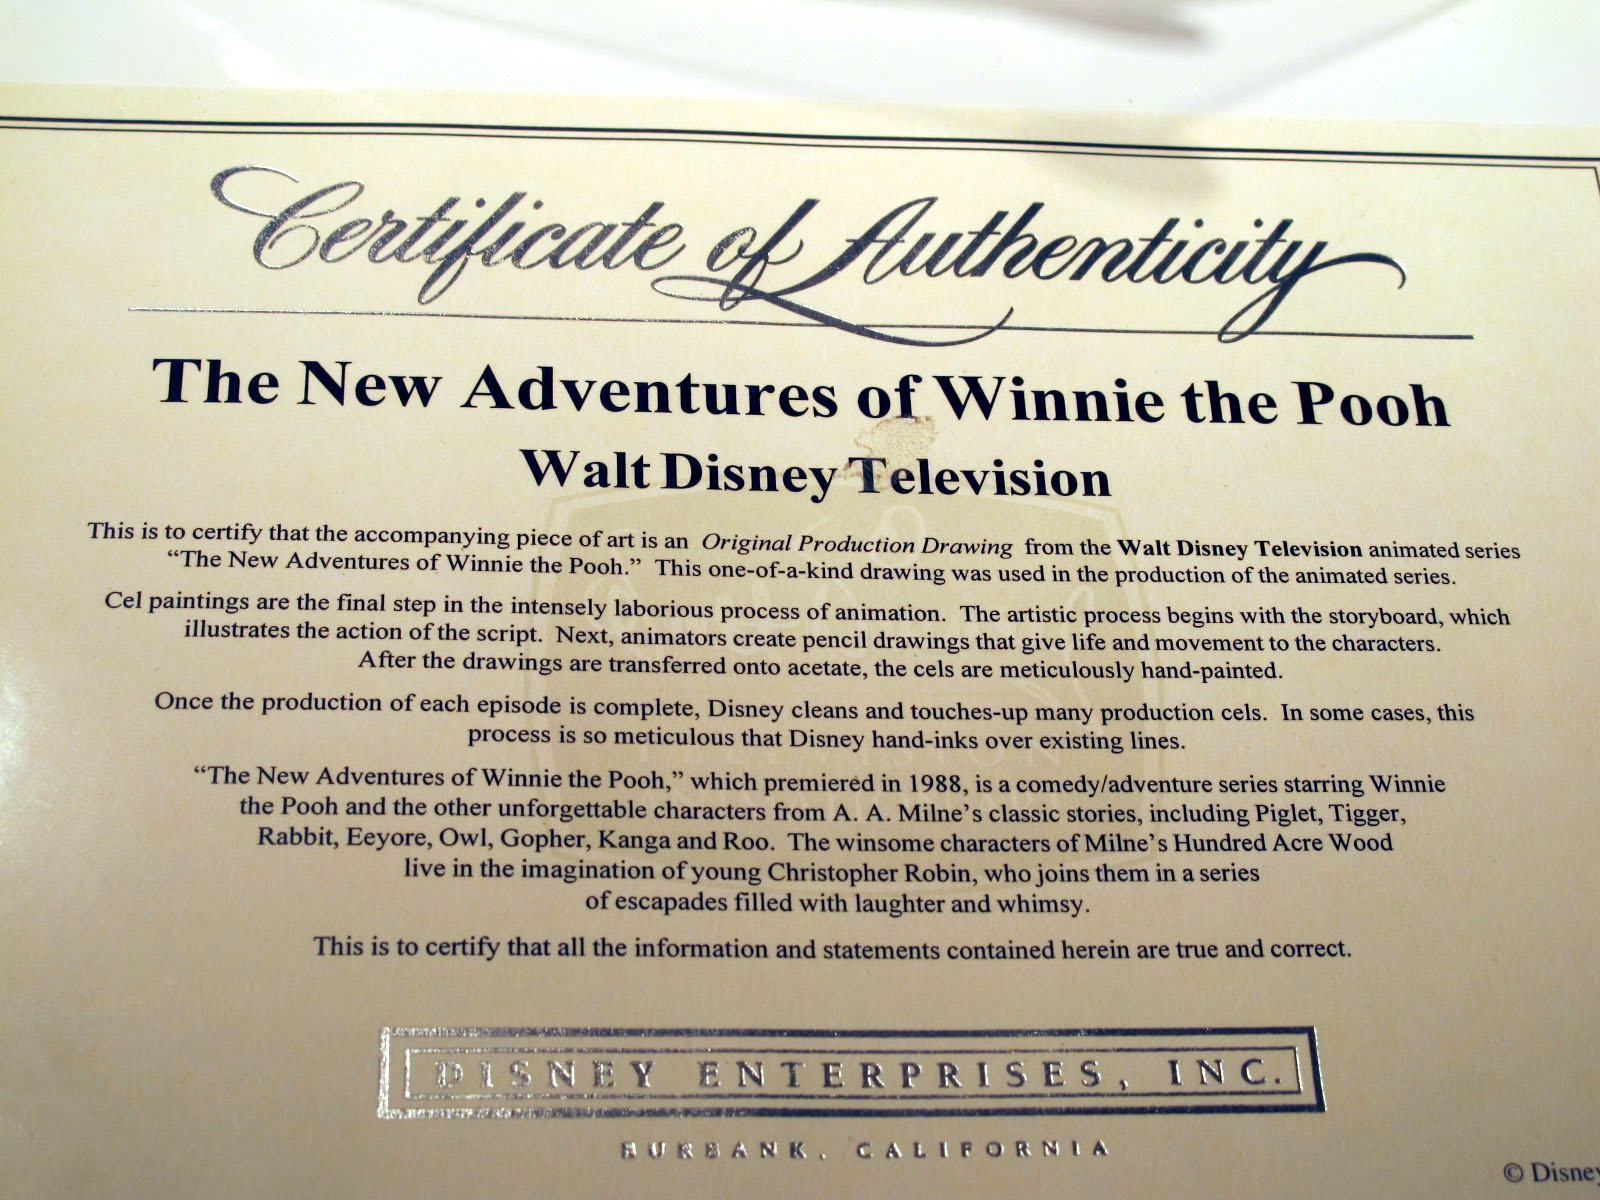 Certificate of Authenticity
The New Adventures of Winnie the Pooh
Walt Disney Television
This is to certify that the accompanying piece of art is an Original Production Drawing from the Walt Disney Television animated series
“The New Adventures of Winnie the Pooh.” This one-of-a-kind drawing was used in the production of the animated series.
Cel paintings are the final step in the intensely laborious process of animation. The artistic process begins with the storyboard, which
illustrates the action of the script. Next, animators create pencil drawings that give life and movement to the characters.
After the drawings are transferred onto acetate, the cels are meticulously hand-painted.
Once the production of each episode is complete, Disney cleans and touches-up many production cels. In some cases, this
process is so meticulous that Disney hand-inks over existing lines.
“The New Adventures of Winnie the Pooh,” which premiered in 1988, is a comedy/adventure series starring Winnie
the Pooh and the other unforgettable characters from A. A. Milne’s classic stories, including Piglet, Tigger,
Rabbit, Eeyore, Owl, Gopher, Kanga and Roo. The winsome characters of Milne’s Hundred Acre Wood
live in the imagination of young Christopher Robin, who joins them in a series
of escapades filled with laughter and whimsy.
This is to certify that all the information and statements contained herein are true and correct.
DISNEY ENTERPRISES, INC.
BURBANK, CALIFORNIA
© Disney